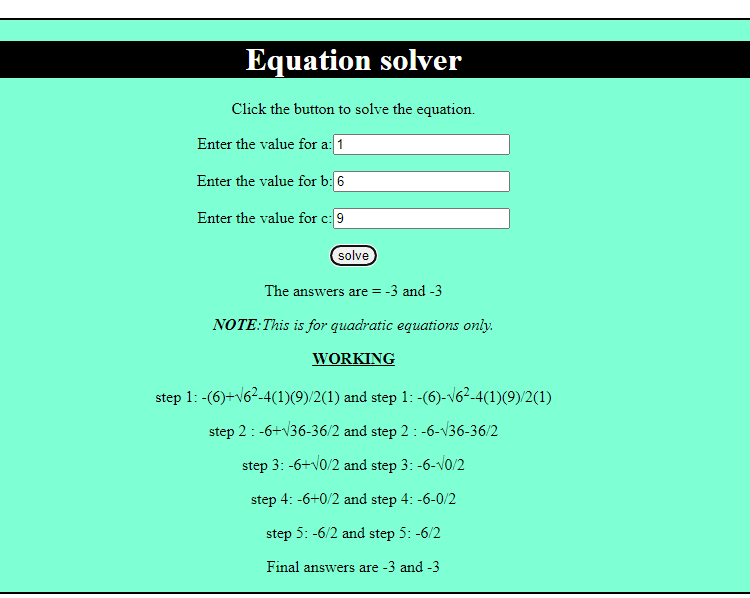 Equation solver
Click the button to solve the equation.
Enter the value for a: 1
Enter the value for b: 6
Enter the value for c: 9
solve
The answers are = -3 and -3
NOTE:This is for quadratic equations only.
WORKING
step 1: -(6)+√6²-4(1)(9)/2(1) and step 1: -(6)-√6²-4(1)(9)/2(1)
step 2 : -6+√36-36/2 and step 2 : -6-√36-36/2
step 3: -6+√0/2 and step 3: -6-√0/2
step 4: -6+0/2 and step 4: -6-0/2
step 5: -6/2 and step 5: -6/2
Final answers are -3 and -3